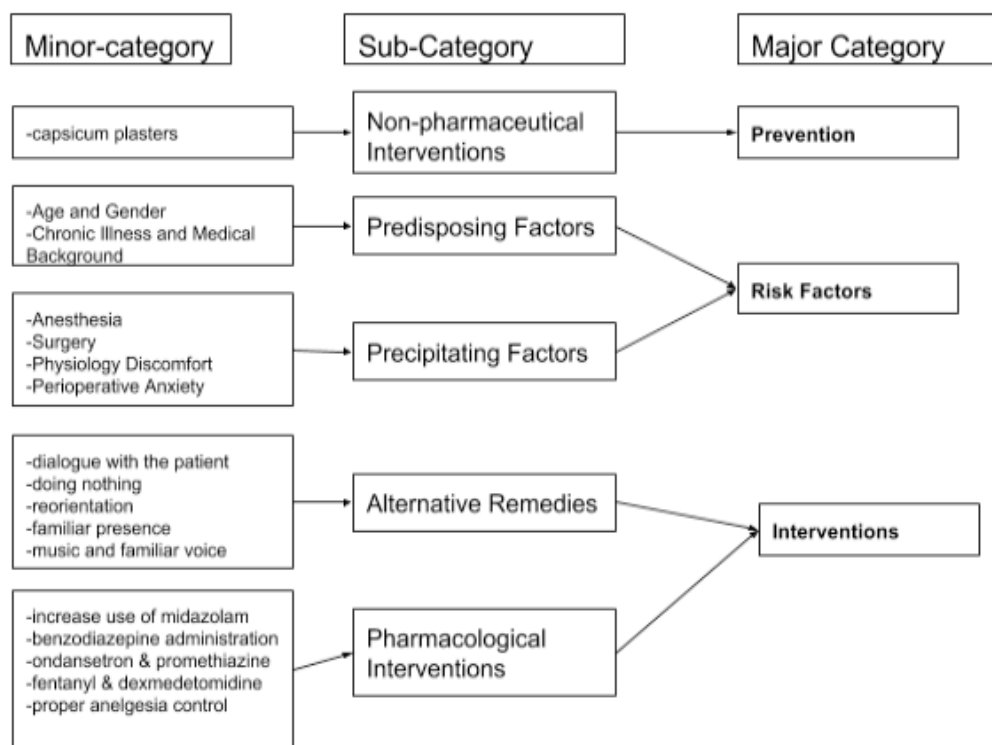 Minor-category
Sub-Category
Major Category
-capsicum plasters
Non-pharmaceutical
Interventions
Prevention
-Age and Gender
-Chronic Illness and Medical
Background
Predisposing Factors
Risk Factors
-Anesthesia
-Surgery
-Physiology Discomfort
-Perioperative Anxiety
Precipitating Factors
-dialogue with the patient
-doing nothing
-reorientation
-familiar presence
-music and familiar voice
Alternative Remedies
Interventions
-increase use of midazolam
-benzodiazepine administration
-ondansetron & promethiazine
-fentanyl & dexmedetomidine
-proper anelgesia control
Pharmacological
Interventions